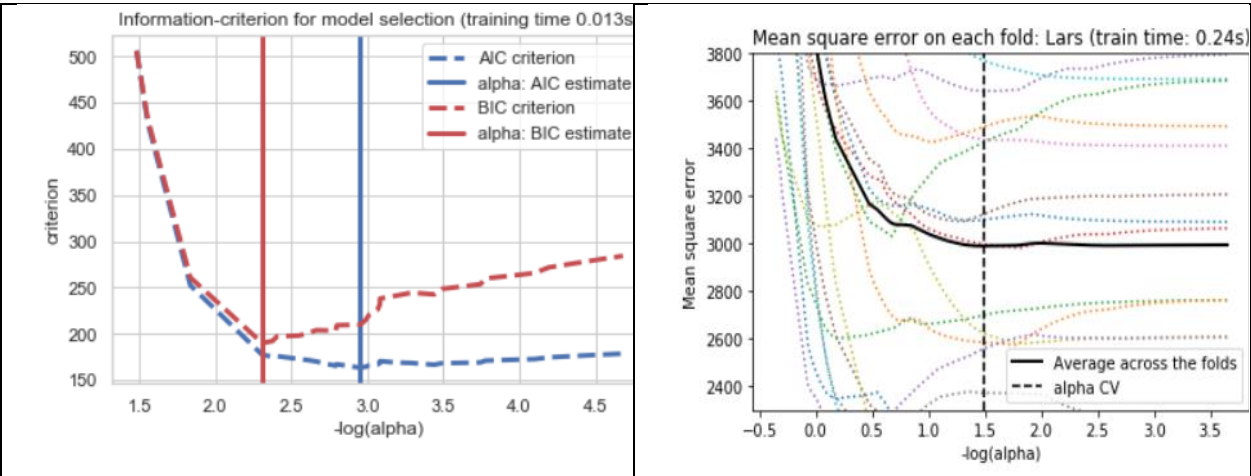 Information-criterion for model selection (training time 0.013s
500
450
400
350
300
250
200
150
criterion
1.5 2.0 2.5 3.0 3.5 4.0 4.5
-log(alpha)
AIC criterion
alpha: AIC estimate
BIC criterion
alpha: BIC estimate
Mean square error on each fold: Lars (train time: 0.24s)
3800
3600
3400
3200
3000
2800
2600
2400
Mean square error
−0.5 0.0 0.5 1.0 1.5 2.0 2.5 3.0 3.5
-log(alpha)
Average across the folds
alpha CV